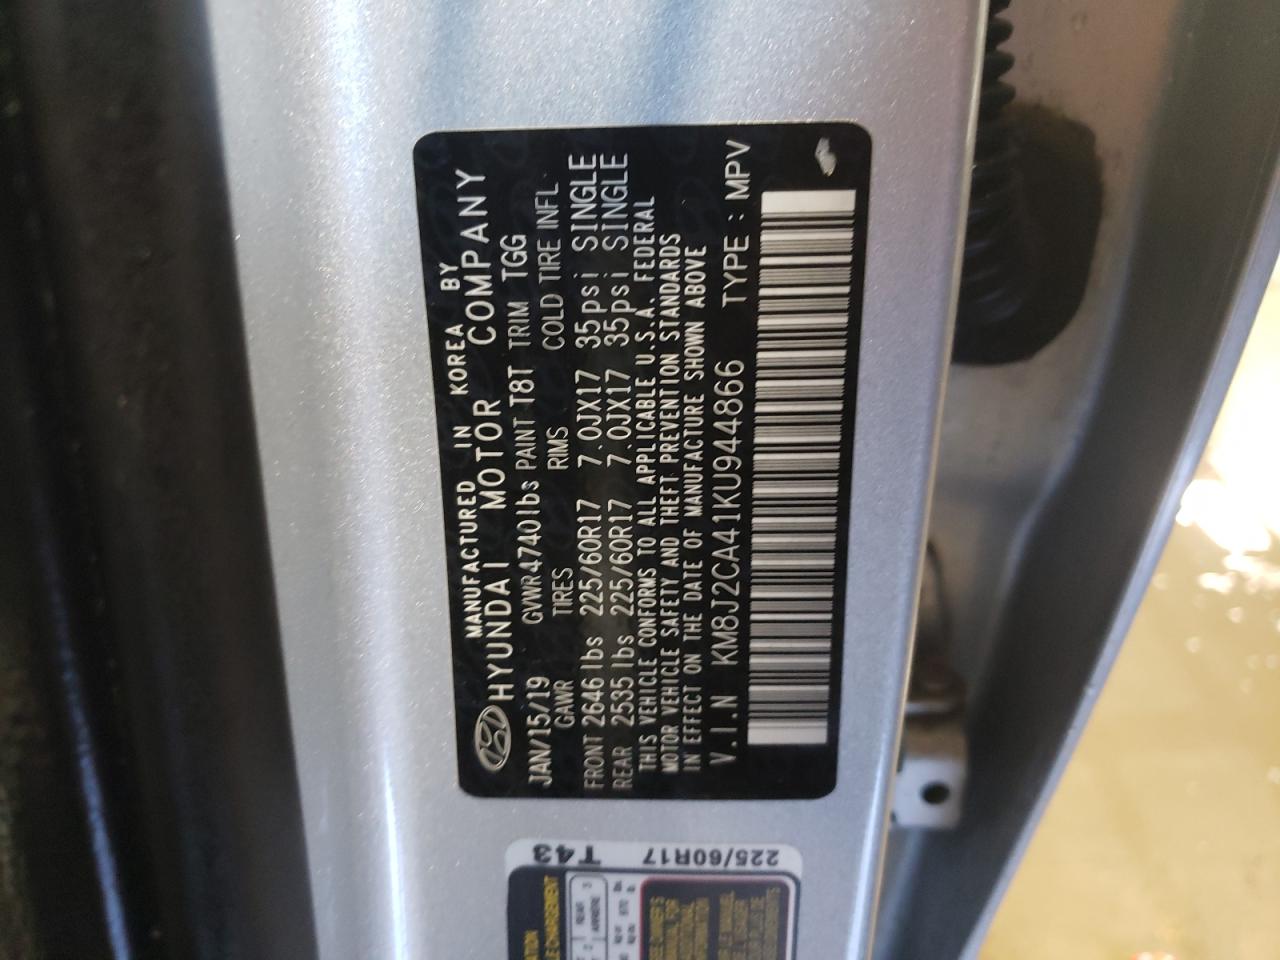 MANUFACTURED IN KOREA BY
HYUNDAI MOTOR COMPANY
JAN/15/19 GVWR4740lbs PAINT T8T TRIM TGG
GAWR TIRES RIMS COLD TIRE INFL
FRONT 2646lbs 225/60R17 7.0JX17 35psi SINGLE
REAR 2535lbs 225/60R17 7.0JX17 35psi SINGLE
THIS VEHICLE CONFORMS TO ALL APPLICABLE U.S.A. FEDERAL
MOTOR VEHICLE SAFETY AND THEFT PREVENTION STANDARDS
IN EFFECT ON THE DATE OF MANUFACTURE SHOWN ABOVE
V.I.N KM8J2CA41KU944866 TYPE : MPV
T43
225/60R17